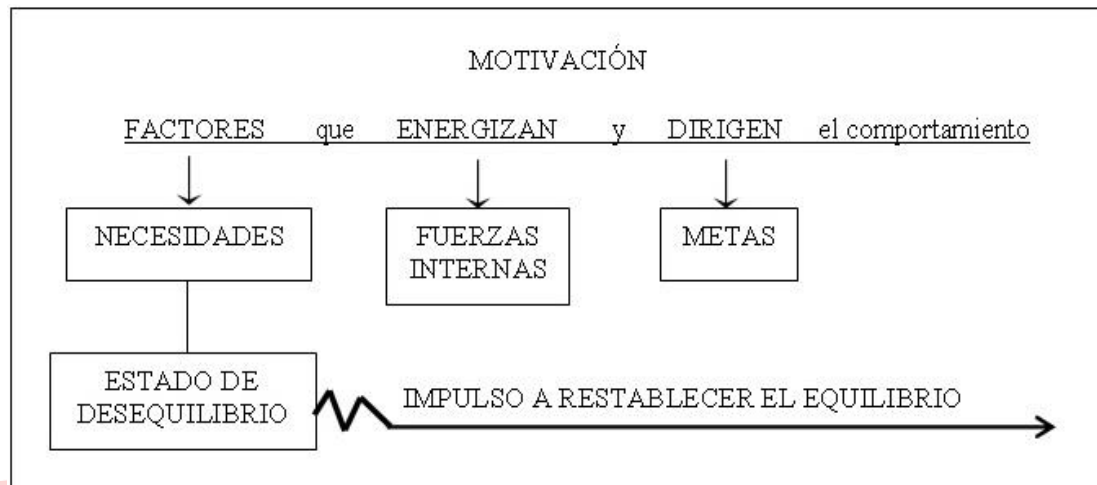 MOTIVACIÓN
FACTORES que ENERGIZAN y DIRIGEN el comportamiento
NECESIDADES
FUERZAS
INTERNAS
METAS
ESTADO DE
DESEQUILIBRIO
IMPULSO A RESTABLECER EL EQUILIBRIO